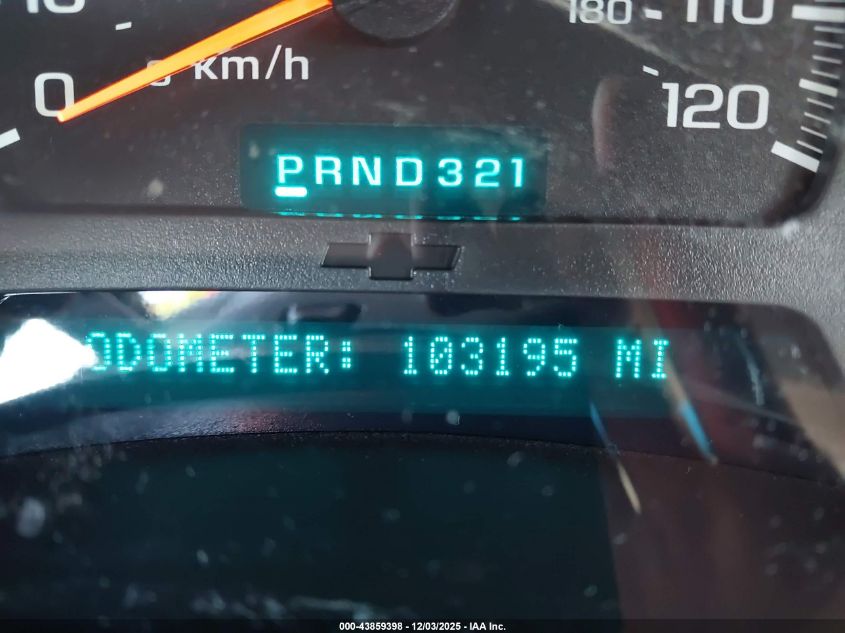 0 km/h
180 110
120
PRND321
ODOMETER: 103195 MI
000-43859398 - 12/03/2025 - IAA Inc.